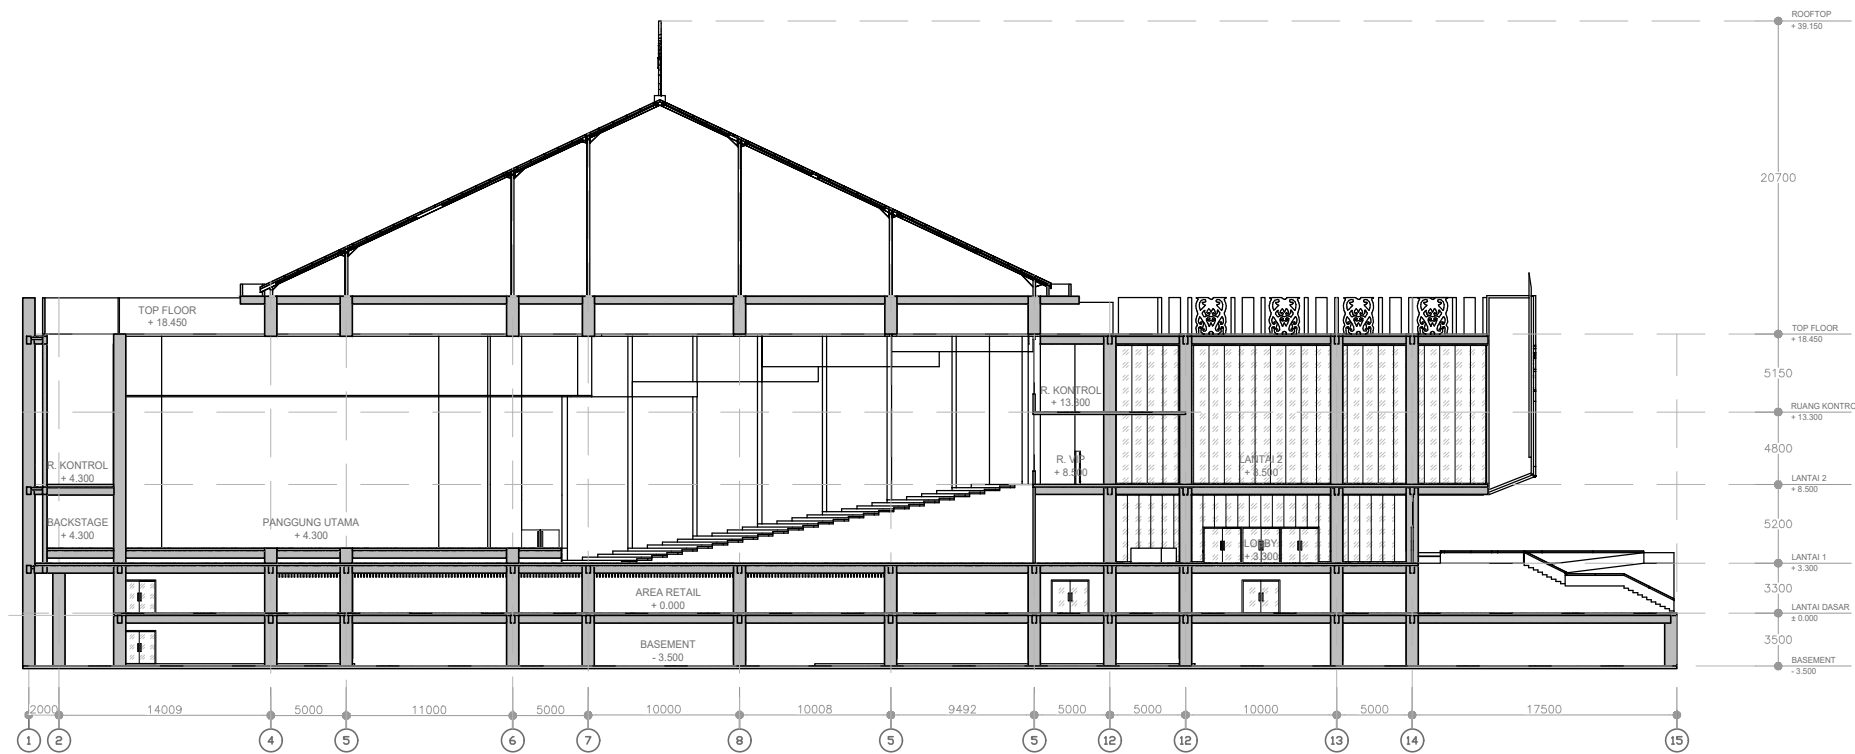 ROOFTOP
+ 39.150
20700
TOP FLOOR
+ 18.450
TOP FLOOR
+ 18.450
5150
R. KONTROL
+ 13.300
RUANG KONTRO
+ 13.300
4800
R. KONTROL
+ 4.300
R. VIP
+ 8.500
LANTAI 2
+ 8.500
LANTAI 2
+ 8.500
5200
BACKSTAGE
+ 4.300
PANGGUNG UTAMA
+ 4.300
LOBBY
+ 3.300
LANTAI 1
+ 3.300
3300
AREA RETAIL
+ 0.000
LANTAI DASAR
± 0.000
3500
BASEMENT
- 3.500
BASEMENT
- 3.500
2000 14009 5000 11000 5000 10000 10008 9492 5000 5000 10000 5000 17500
1 2 4 5 6 7 8 5 5 12 12 13 14 15